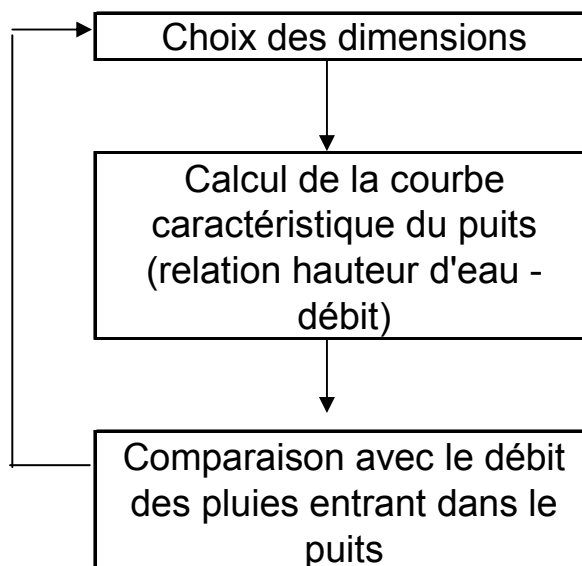 Choix des dimensions
Calcul de la courbe
caractéristique du puits
(relation hauteur d'eau -
débit)
Comparaison avec le débit
des pluies entrant dans le
puits